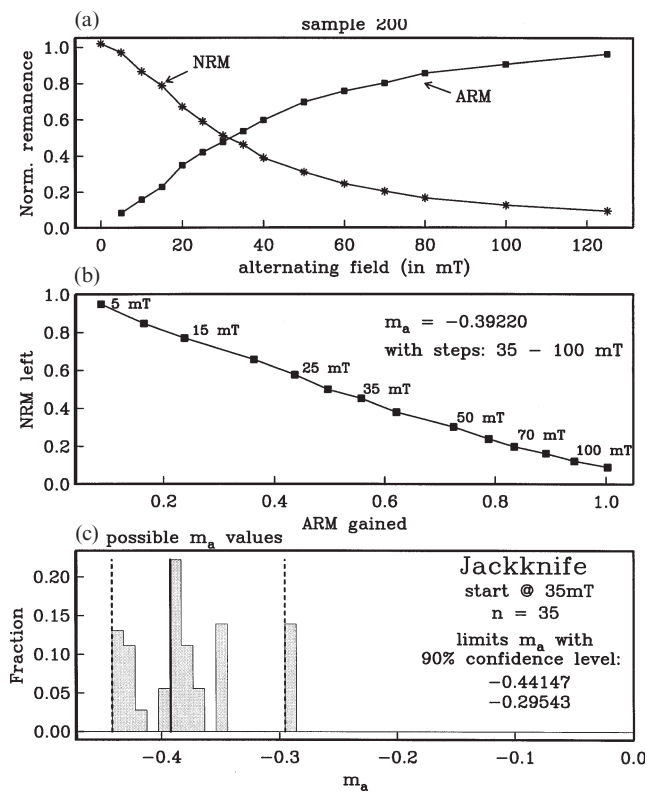 (a)
sample 200
NRM
ARM
Norm. remanence
1.0
0.8
0.6
0.4
0.2
0.0
0 20 40 60 80 100 120
alternating field (in mT)
(b)
1.0
0.8
0.6
0.4
0.2
0.0
NRM left
5 mT
15 mT
25 mT
35 mT
50 mT
70 mT
100 mT
m_a = −0.39220
with steps: 35 − 100 mT
0.2 0.4 0.6 0.8 1.0
ARM gained
(c)
possible m_a values
Fraction
0.20
0.15
0.10
0.05
0.00
Jackknife
start @ 35mT
n = 35
limits m_a with
90% confidence level:
−0.44147
−0.29543
−0.4 −0.3 −0.2 −0.1 0.0
m_a